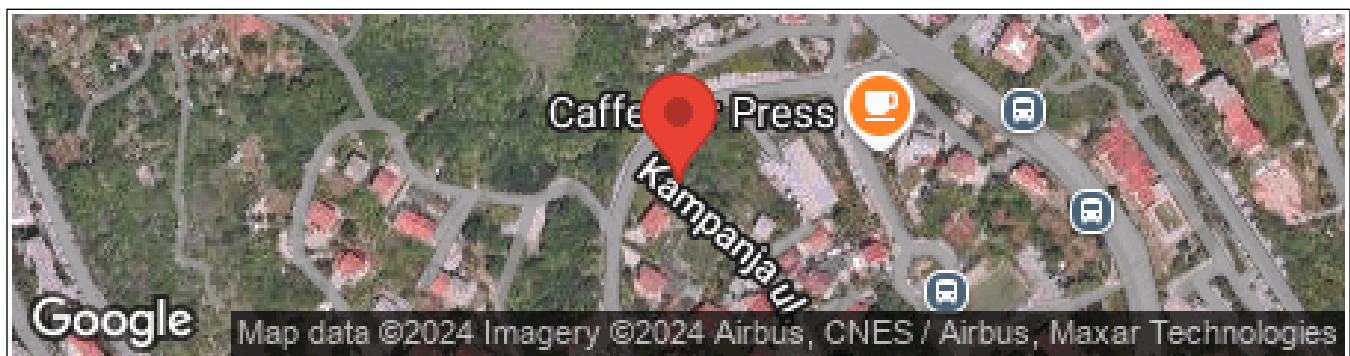 Caffe
Press
Kampanja ul
Google
Map data ©2024 Imagery ©2024 Airbus, CNES / Airbus, Maxar Technologies